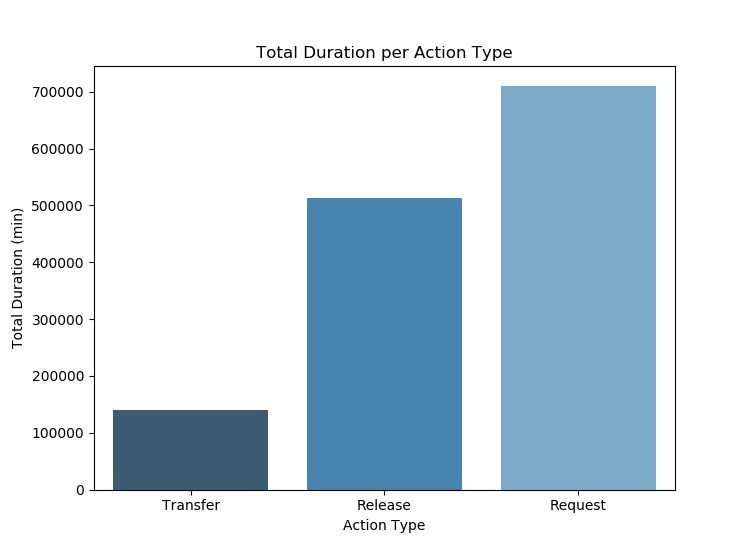 Total Duration per Action Type
Total Duration (min)
700000
600000
500000
400000
300000
200000
100000
0
Transfer
Release
Request
Action Type